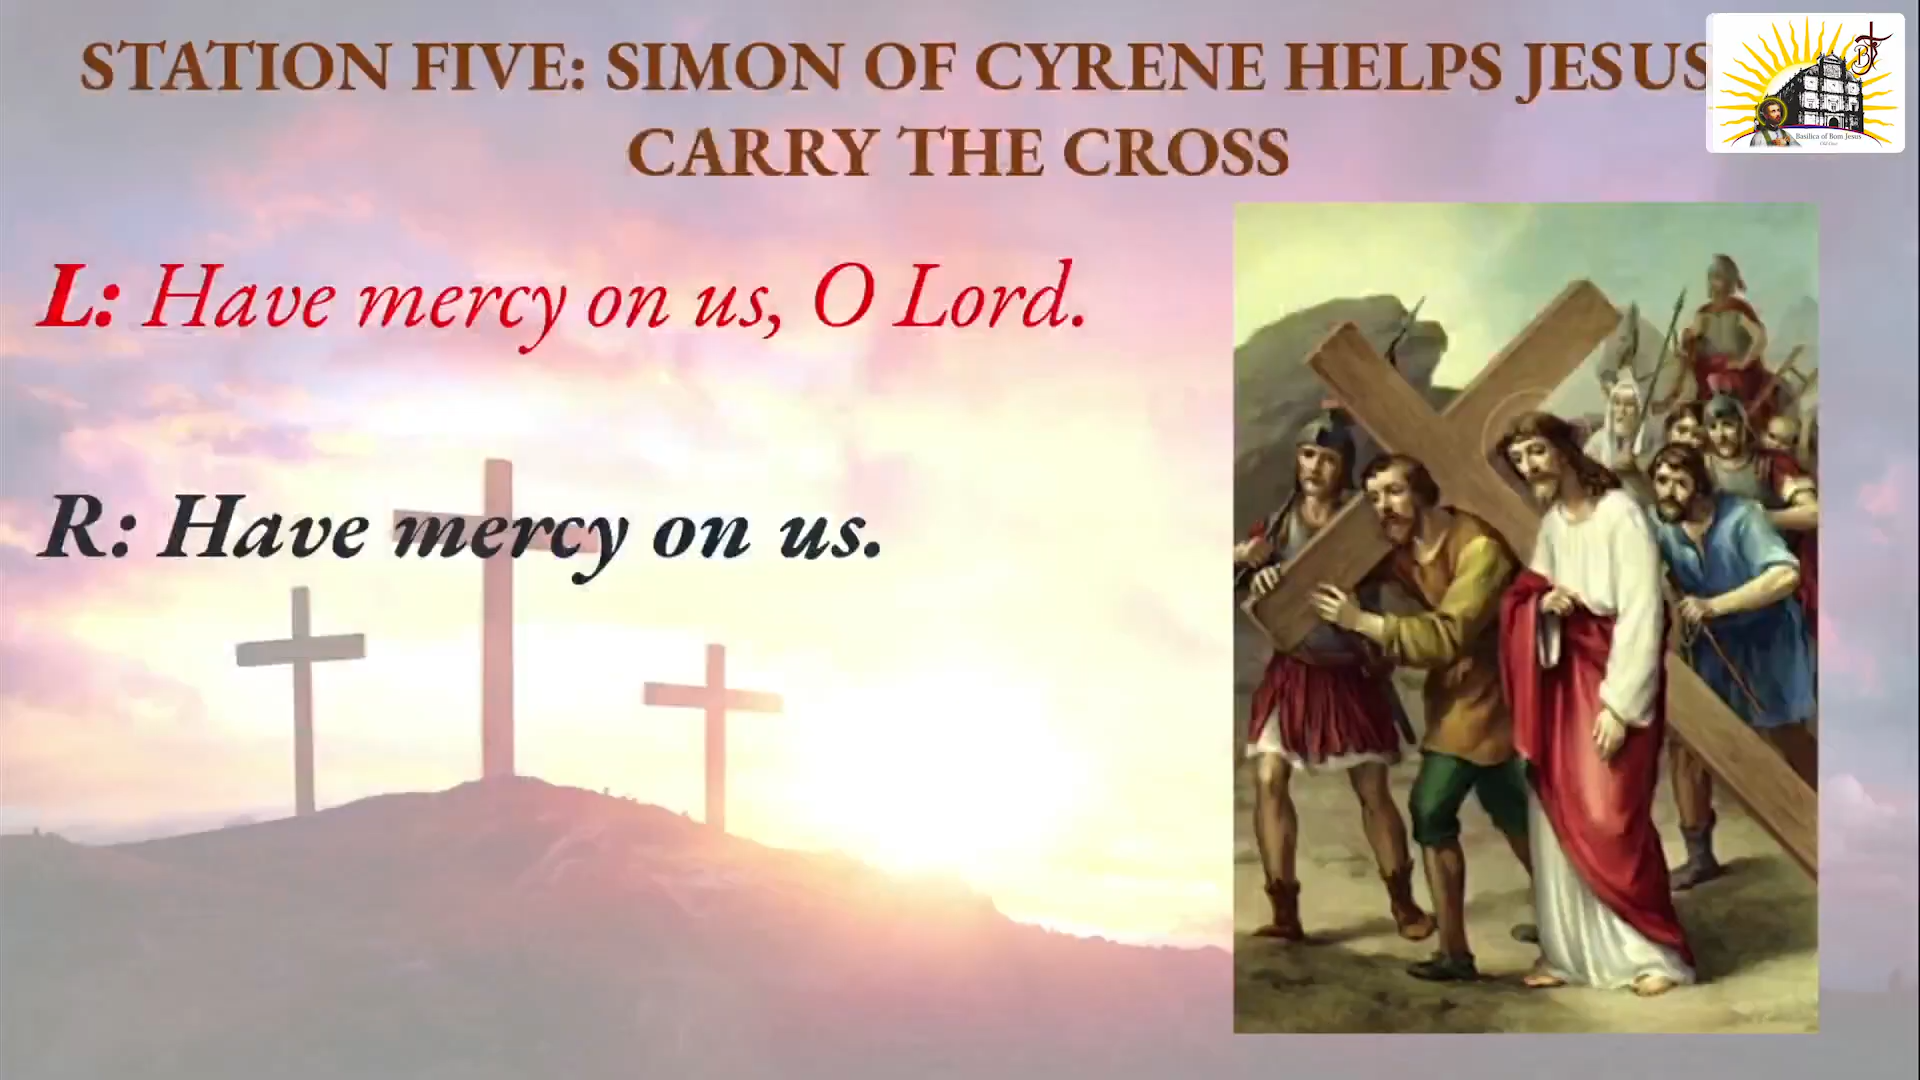 STATION FIVE: SIMON OF CYRENE HELPS JESUS
CARRY THE CROSS
L: Have mercy on us, O Lord.
R: Have mercy on us.
Basilica of Bom Jesus